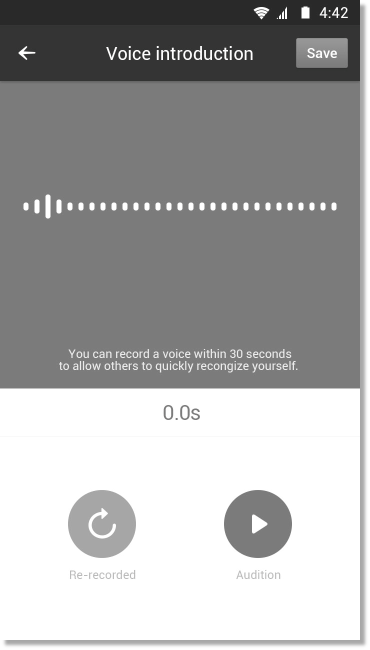 4:42
Voice introduction
Save
You can record a voice within 30 seconds
to allow others to quickly recongize yourself.
0.0s
Re-recorded
Audition